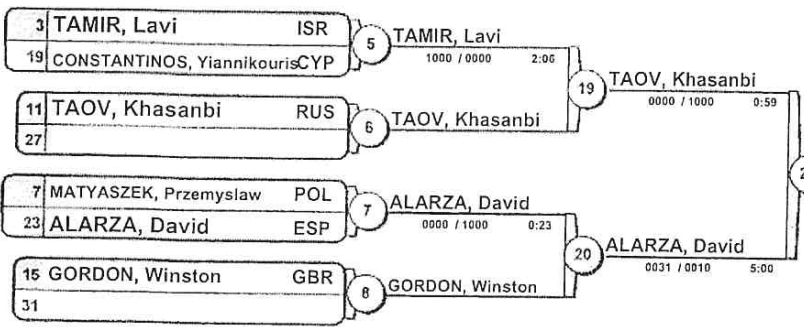 3 TAMIR, Lavi ISR
19 CONSTANTINOS, Yiannikouris CYP
5
TAMIR, Lavi
1000 / 0000 2:06
11 TAOV, Khasanbi RUS
27
6
TAOV, Khasanbi
19
TAOV, Khasanbi
0000 / 1000 0:59
7 MATYASZEK, Przemyslaw POL
23 ALARZA, David ESP
7
ALARZA, David
0000 / 1000 0:23
15 GORDON, Winston GBR
31
8
GORDON, Winston
20
ALARZA, David
0031 / 0010 5:00